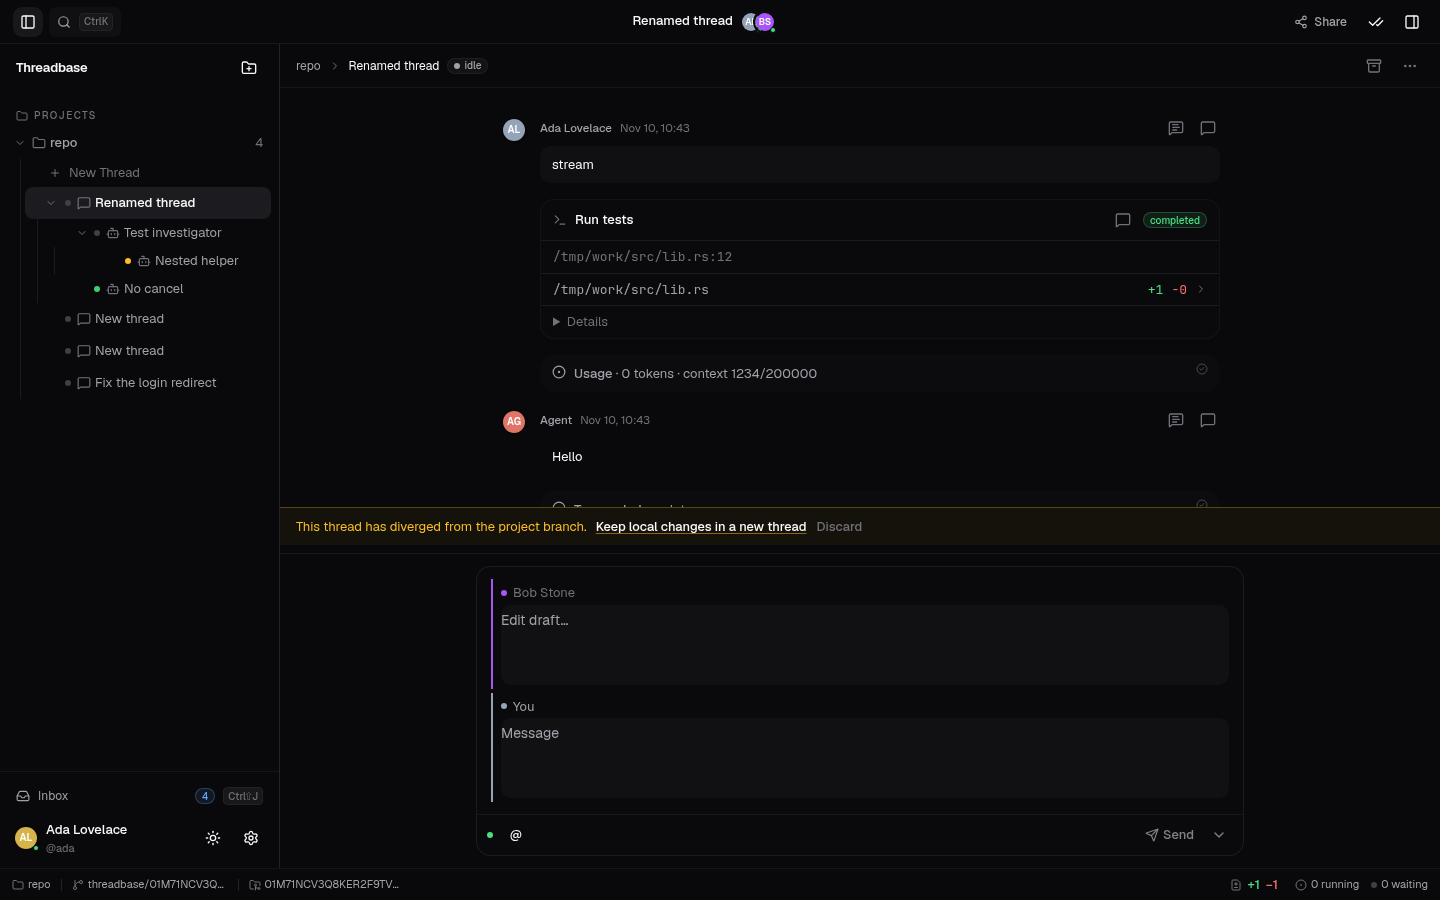 CtrlK
Renamed thread
BS
Share
Threadbase
repo
Renamed thread
idle
PROJECTS
repo
4
New Thread
Renamed thread
Test investigator
Nested helper
No cancel
New thread
New thread
Fix the login redirect
AL
Ada Lovelace
Nov 10, 10:43
stream
Run tests
completed
/tmp/work/src/lib.rs:12
/tmp/work/src/lib.rs
+1 -0
Details
Usage · 0 tokens · context 1234/200000
AG
Agent
Nov 10, 10:43
Hello
This thread has diverged from the project branch.
Keep local changes in a new thread
Discard
Bob Stone
Edit draft…
You
Message
@
Send
Inbox
4
Ctrl⇧J
AL
Ada Lovelace
@ada
repo
threadbase/01M71NCV3Q…
01M71NCV3Q8KER2F9TV…
+1 −1
0 running
0 waiting